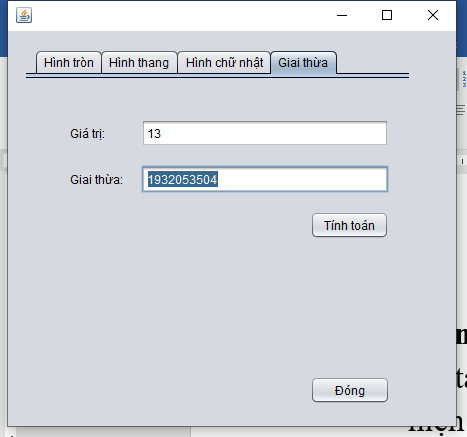 Hình tròn Hình thang Hình chữ nhật Giai thừa
Giá trị: 13
Giai thừa: 1932053504
Tính toán
Đóng